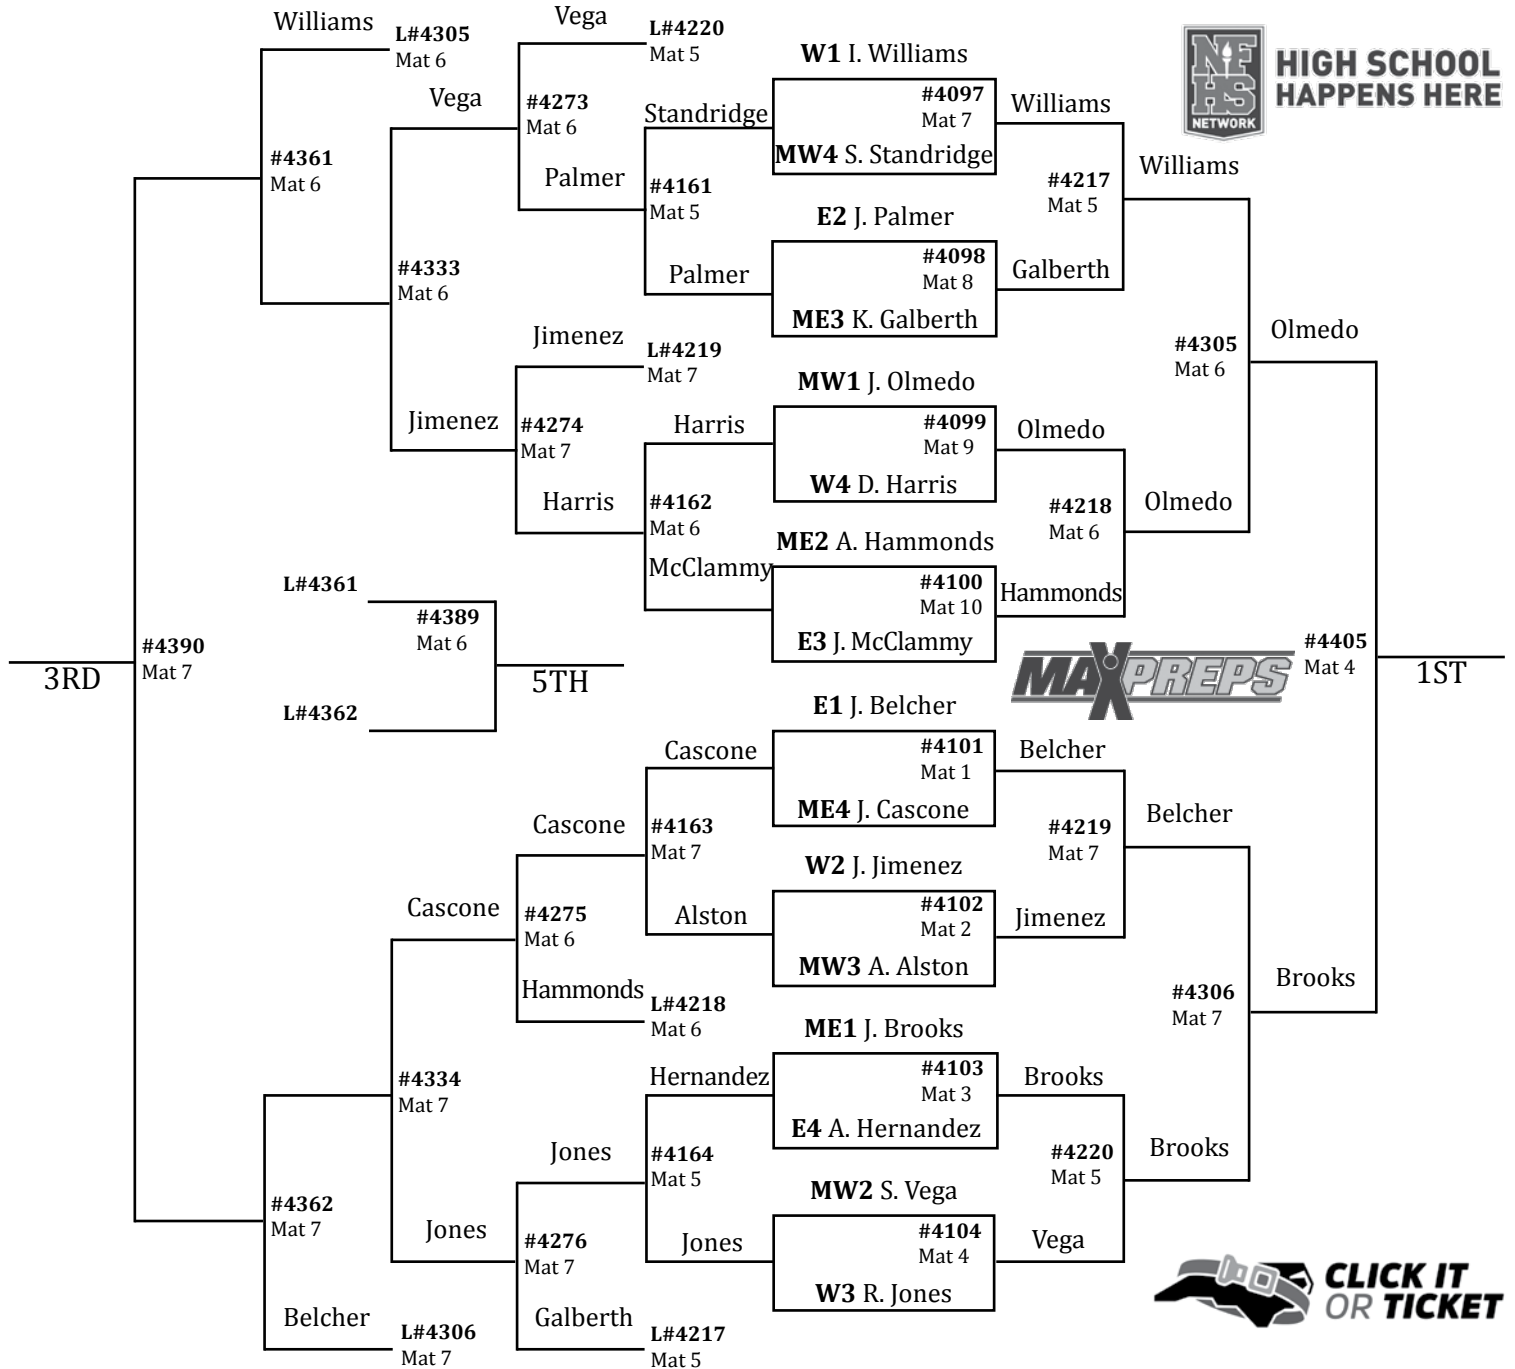 Williams
L#4305
Mat 6
Vega
L#4220
Mat 5
Vega
#4273
Mat 6
Palmer
#4361
Mat 6
Standridge
#4161
Mat 5
Palmer
#4333
Mat 6
Jimenez
L#4219
Mat 7
Jimenez
#4274
Mat 7
Harris
Harris
#4162
Mat 6
McClammy
L#4361
#4389
Mat 6
L#4362
5TH
#4390
Mat 7
3RD
W1 I. Williams
#4097
Mat 7
MW4 S. Standridge
E2 J. Palmer
#4098
Mat 8
ME3 K. Galberth
MW1 J. Olmedo
#4099
Mat 9
W4 D. Harris
ME2 A. Hammonds
#4100
Mat 10
E3 J. McClammy
E1 J. Belcher
#4101
Mat 1
ME4 J. Cascone
W2 J. Jimenez
#4102
Mat 2
MW3 A. Alston
ME1 J. Brooks
#4103
Mat 3
E4 A. Hernandez
MW2 S. Vega
#4104
Mat 4
W3 R. Jones
Williams
#4217
Mat 5
Galberth
Williams
#4305
Mat 6
Olmedo
Olmedo
#4218
Mat 6
Hammonds
Olmedo
#4405
Mat 4
1ST
Belcher
#4219
Mat 7
Jimenez
Belcher
#4306
Mat 7
Brooks
Brooks
#4220
Mat 5
Vega
Brooks
Cascone
#4163
Mat 7
Alston
Cascone
#4275
Mat 6
Hammonds
L#4218
Mat 6
Cascone
#4334
Mat 7
Hernandez
#4164
Mat 5
Jones
Jones
#4276
Mat 7
Galberth
L#4217
Mat 5
Jones
#4362
Mat 7
Belcher
L#4306
Mat 7
NF
HS
NETWORK
HIGH SCHOOL
HAPPENS HERE
MAXPREPS
CLICK IT
OR TICKET